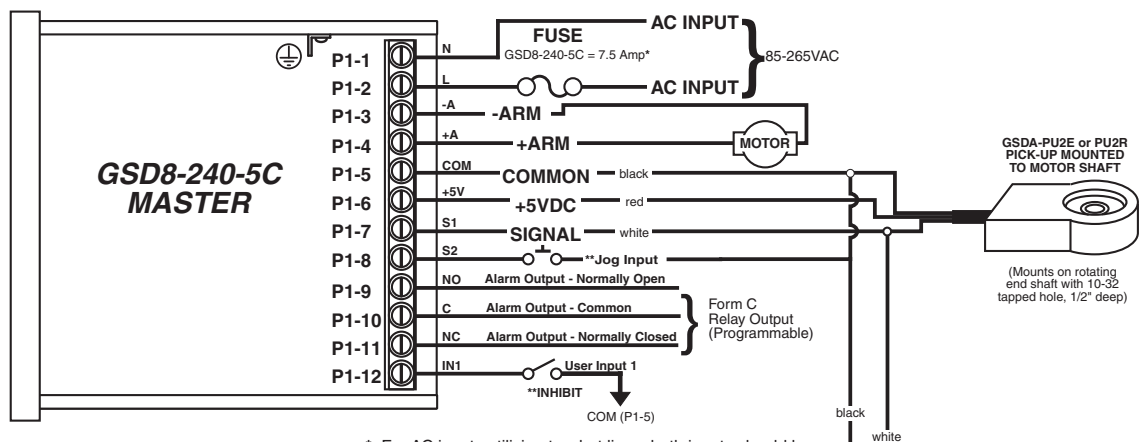 GSD8-240-5C
MASTER
P1-1
P1-2
P1-3
P1-4
P1-5
P1-6
P1-7
P1-8
P1-9
P1-10
P1-11
P1-12
N
L
-A
+A
COM
+5V
S1
S2
NO
C
NC
IN1
FUSE
GSD8-240-5C = 7.5 Amp*
AC INPUT
AC INPUT
85-265VAC
-ARM
+ARM
MOTOR
COMMON
black
+5VDC
red
SIGNAL
white
**Jog Input
Alarm Output - Normally Open
Alarm Output - Common
Alarm Output - Normally Closed
Form C
Relay Output
(Programmable)
User Input 1
**INHIBIT
COM (P1-5)
GSDA-PU2E or PU2R
PICK-UP MOUNTED
TO MOTOR SHAFT
(Mounts on rotating
end shaft with 10-32
tapped hole, 1/2" deep)
black
white